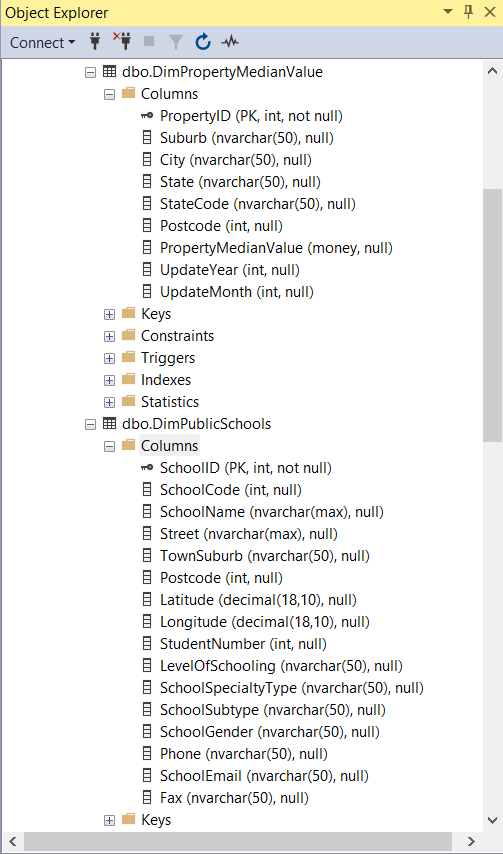 Object Explorer
Connect
dbo.DimPropertyMedianValue
Columns
PropertyID (PK, int, not null)
Suburb (nvarchar(50), null)
City (nvarchar(50), null)
State (nvarchar(50), null)
StateCode (nvarchar(50), null)
Postcode (int, null)
PropertyMedianValue (money, null)
UpdateYear (int, null)
UpdateMonth (int, null)
Keys
Constraints
Triggers
Indexes
Statistics
dbo.DimPublicSchools
Columns
SchoolID (PK, int, not null)
SchoolCode (int, null)
SchoolName (nvarchar(max), null)
Street (nvarchar(max), null)
TownSuburb (nvarchar(50), null)
Postcode (int, null)
Latitude (decimal(18,10), null)
Longitude (decimal(18,10), null)
StudentNumber (int, null)
LevelOfSchooling (nvarchar(50), null)
SchoolSpecialtyType (nvarchar(50), null)
SchoolSubtype (nvarchar(50), null)
SchoolGender (nvarchar(50), null)
Phone (nvarchar(50), null)
SchoolEmail (nvarchar(50), null)
Fax (nvarchar(50), null)
Keys